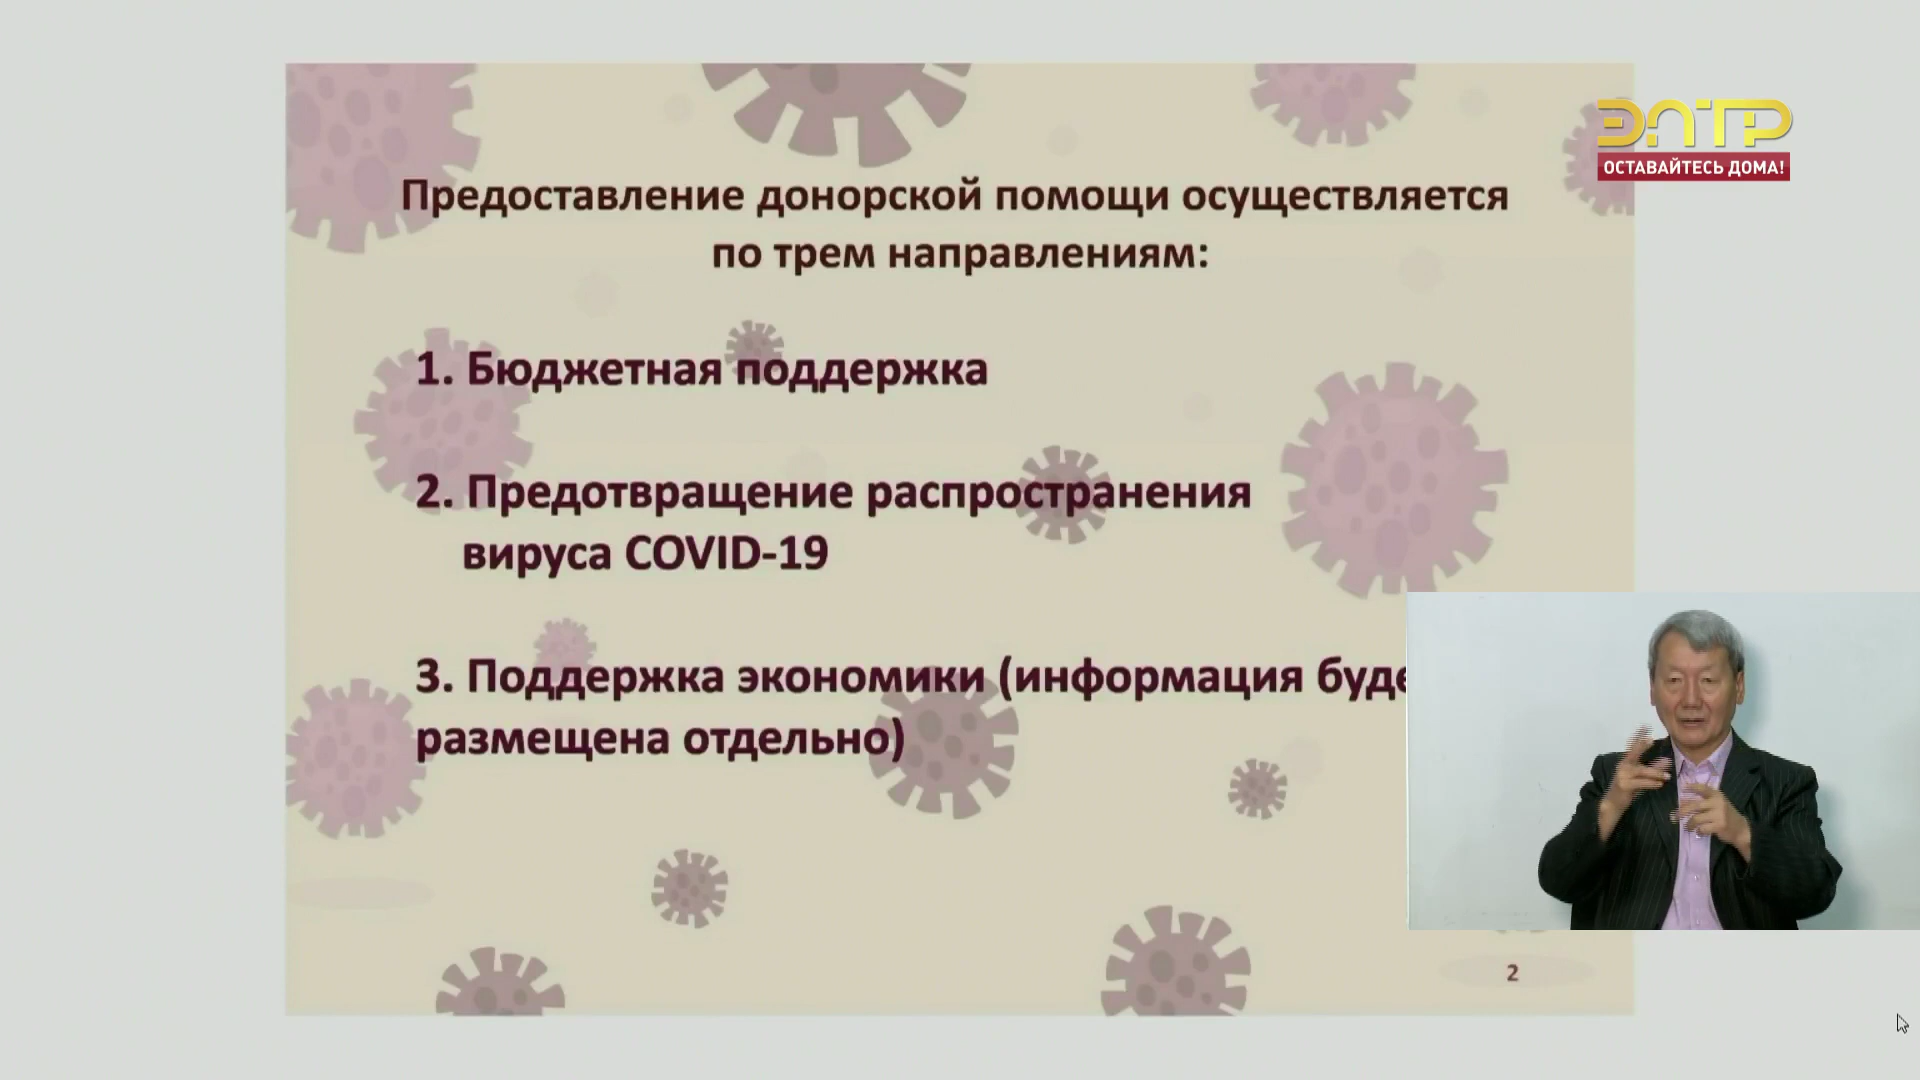 ЭЛТР
ОСТАВАЙТЕСЬ ДОМА!
Предоставление донорской помощи осуществляется
по трем направлениям:
1. Бюджетная поддержка
2. Предотвращение распространения
вируса COVID-19
3. Поддержка экономики (информация
размещена отдельно)
2